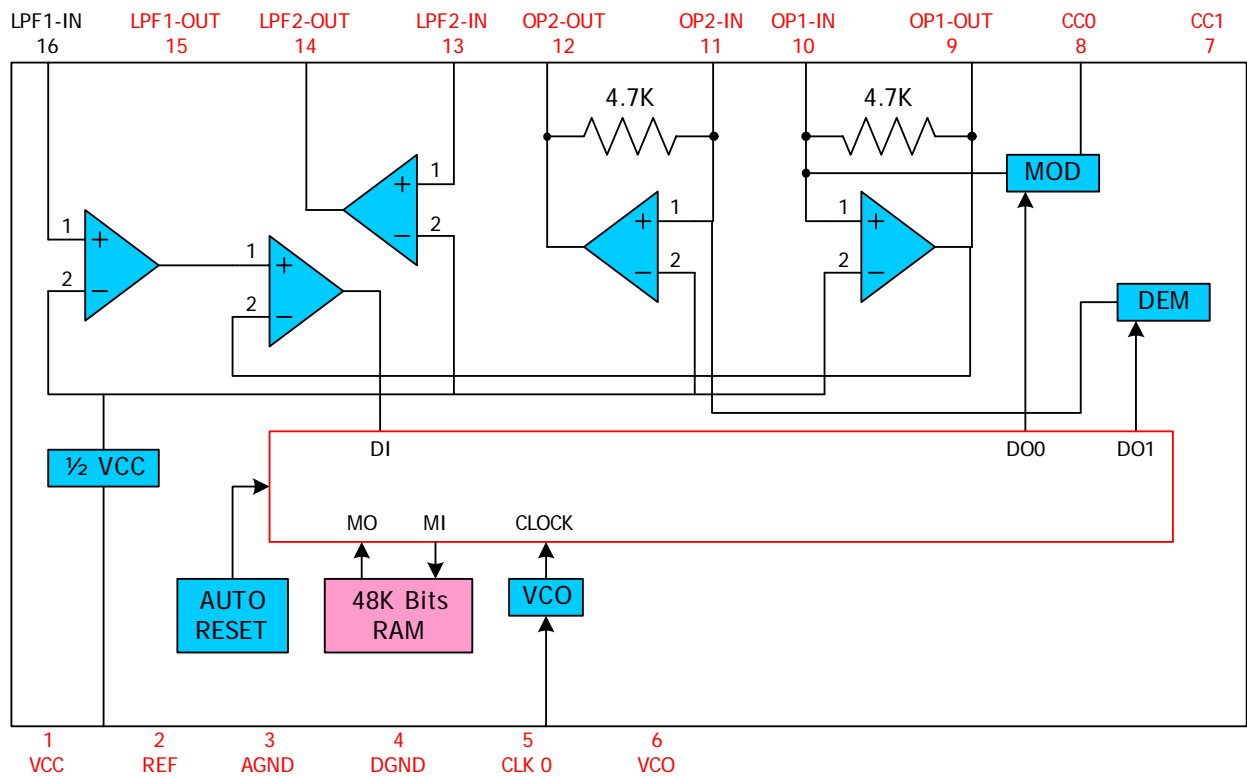 LPF1-IN LPF1-OUT LPF2-OUT LPF2-IN OP2-OUT OP2-IN OP1-IN OP1-OUT CC0 CC1
16 15 14 13 12 11 10 9 8 7
4.7K 4.7K
1 + MOD
2 −
1 + 1 + 1 +
2 − 2 − 2 −
1 +
2 −
DEM
½ VCC
DI DO0 DO1
MO MI CLOCK
AUTO
RESET
48K Bits
RAM
VCO
1 2 3 4 5 6
VCC REF AGND DGND CLK 0 VCO